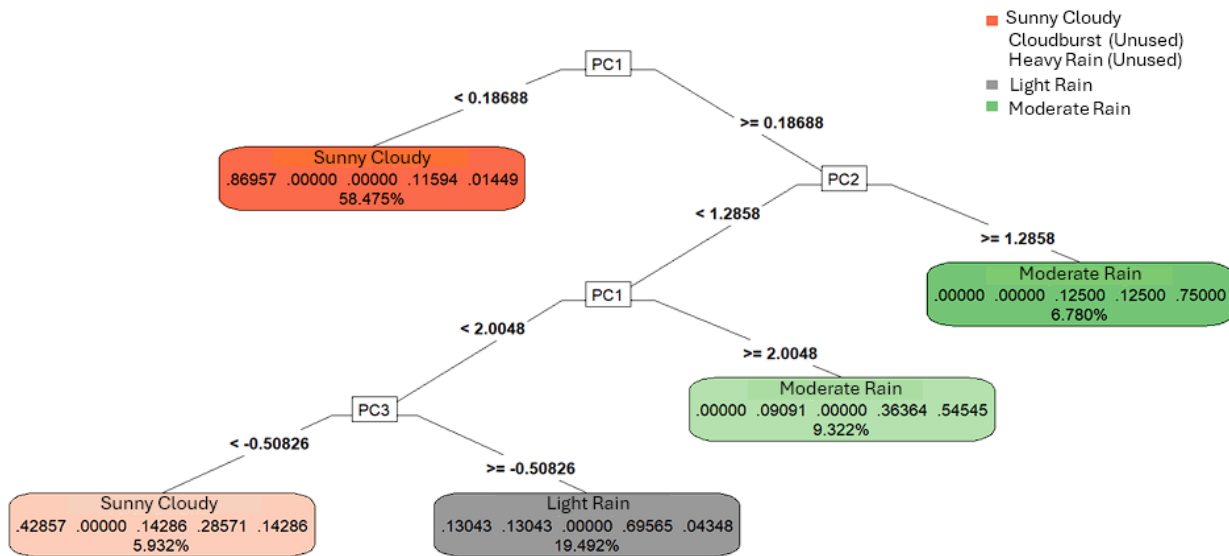 Sunny Cloudy
Cloudburst (Unused)
Heavy Rain (Unused)
Light Rain
Moderate Rain
PC1
< 0.18688
>= 0.18688
Sunny Cloudy
.86957 .00000 .00000 .11594 .01449
58.475%
PC2
< 1.2858
>= 1.2858
Moderate Rain
.00000 .00000 .12500 .12500 .75000
6.780%
PC1
< 2.0048
>= 2.0048
Moderate Rain
.00000 .09091 .00000 .36364 .54545
9.322%
PC3
< -0.50826
>= -0.50826
Sunny Cloudy
.42857 .00000 .14286 .28571 .14286
5.932%
Light Rain
.13043 .13043 .00000 .69565 .04348
19.492%